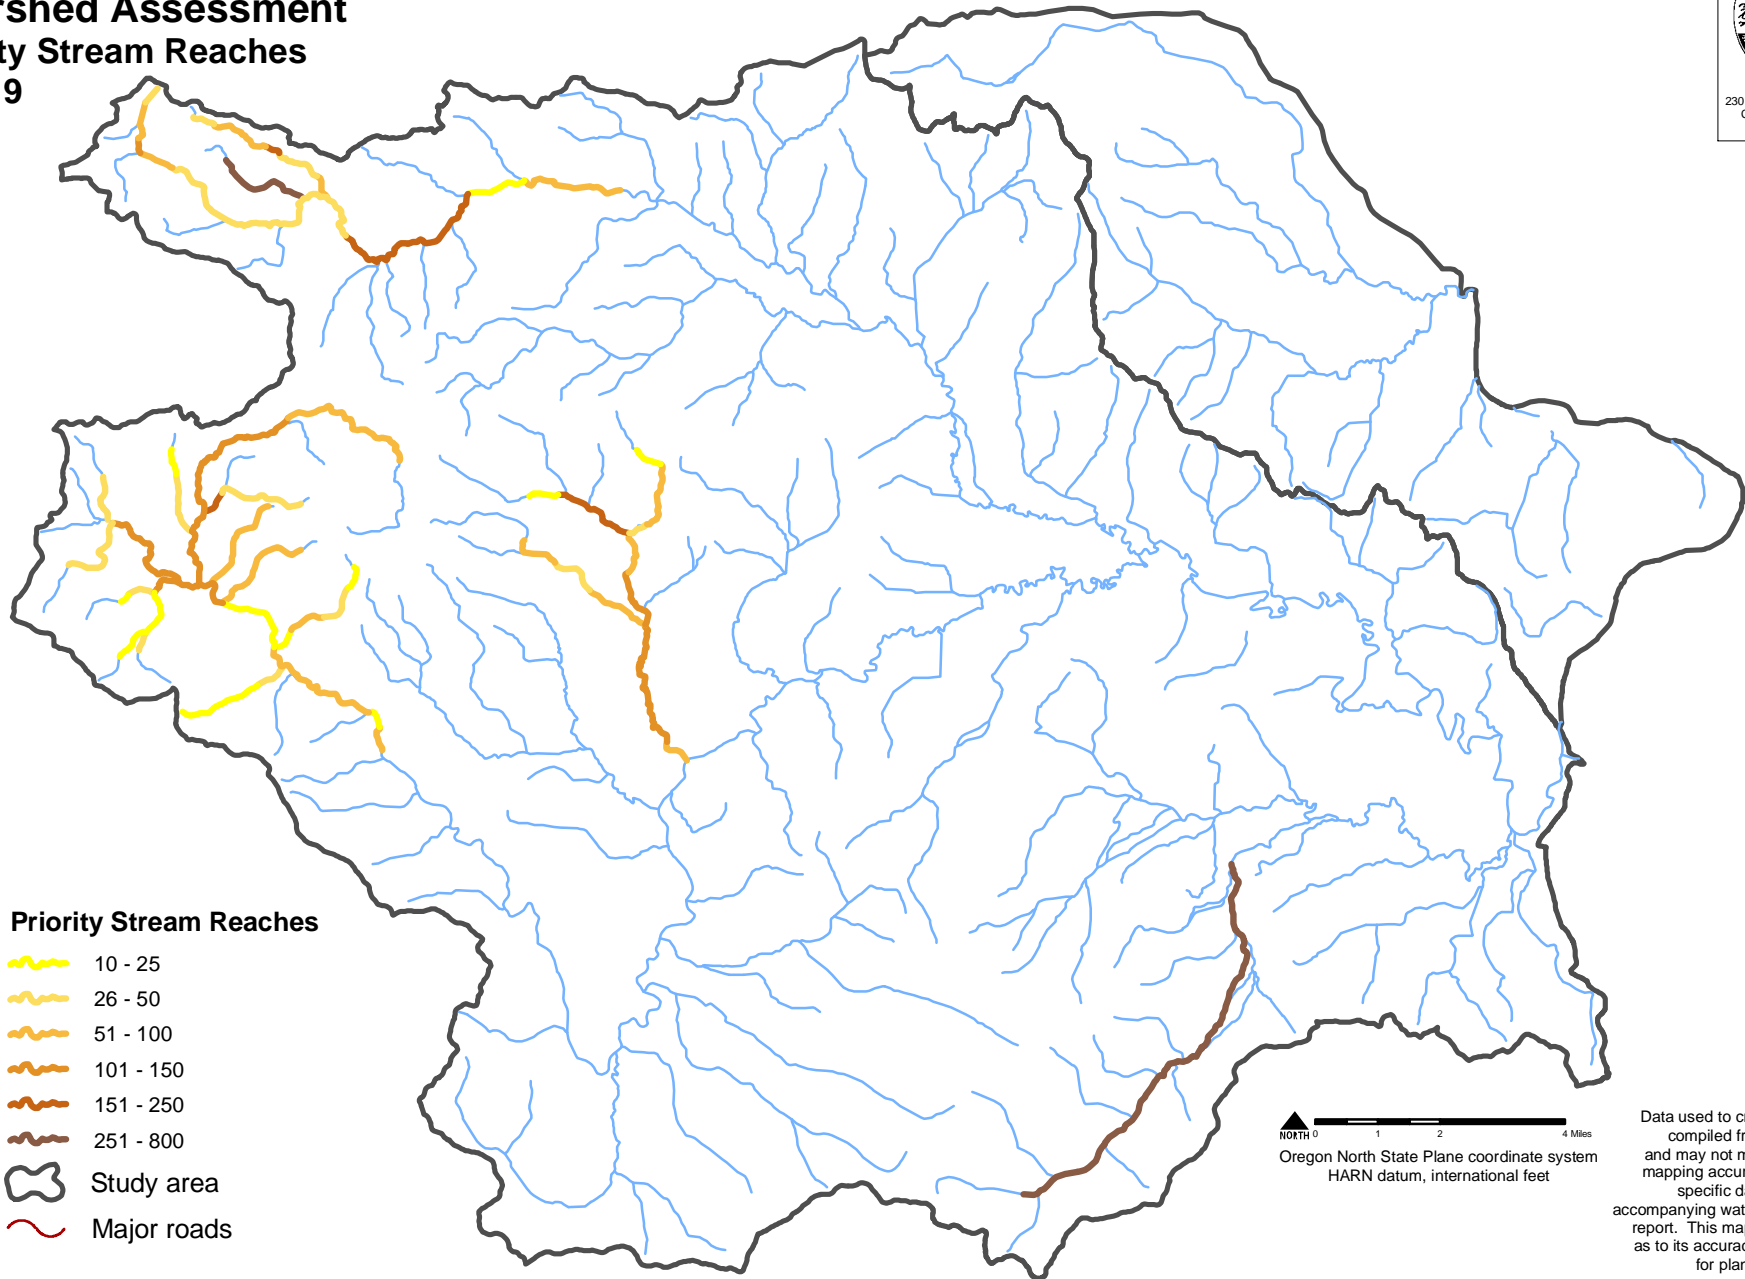 rshed Assessment
ty Stream Reaches
9
230
Priority Stream Reaches
10 - 25
26 - 50
51 - 100
101 - 150
151 - 250
251 - 800
Study area
Major roads
NORTH 0 1 2 4 Miles
Oregon North State Plane coordinate system
HARN datum, international feet
Data used to c
compiled f
and may not m
mapping accu
specific d
accompanying wat
report. This ma
as to its accura
for plan